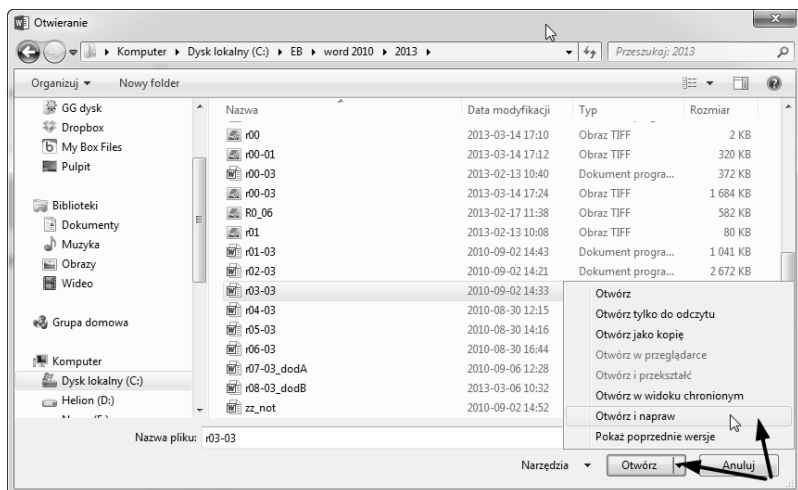 Otwieranie
Komputer Dysk lokalny (C:) EB word 2010 2013
Przeszukaj: 2013
Organizuj Nowy folder
GG dysk
Dropbox
My Box Files
Pulpit
Biblioteki
Dokumenty
Muzyka
Obrazy
Wideo
Grupa domowa
Komputer
Dysk lokalny (C:)
Helion (D:)
Nazwa Data modyfikacji Typ Rozmiar
r00 2013-03-14 17:10 Obraz TIFF 2 KB
r00-01 2013-03-14 17:12 Obraz TIFF 320 KB
r00-03 2013-02-13 10:40 Dokument progra... 372 KB
r00-03 2013-03-14 17:24 Obraz TIFF 1 684 KB
R0_06 2013-02-17 11:38 Obraz TIFF 582 KB
r01 2013-02-13 10:08 Obraz TIFF 80 KB
r01-03 2010-09-02 14:43 Dokument progra... 1 041 KB
r02-03 2010-09-02 14:21 Dokument progra... 2 672 KB
r03-03 2010-09-02 14:33
r04-03 2010-08-30 12:15
r05-03 2010-08-30 14:16
r06-03 2010-08-30 16:44
r07-03_dodA 2010-09-06 12:28
r08-03_dodB 2013-03-06 10:32
zz_not 2010-09-02 14:52
Otwórz
Otwórz tylko do odczytu
Otwórz jako kopię
Otwórz w przeglądarce
Otwórz i przekształć
Otwórz w widoku chronionym
Otwórz i napraw
Pokaż poprzednie wersje
Nazwa pliku: r03-03
Narzędzia Otwórz Anuluj